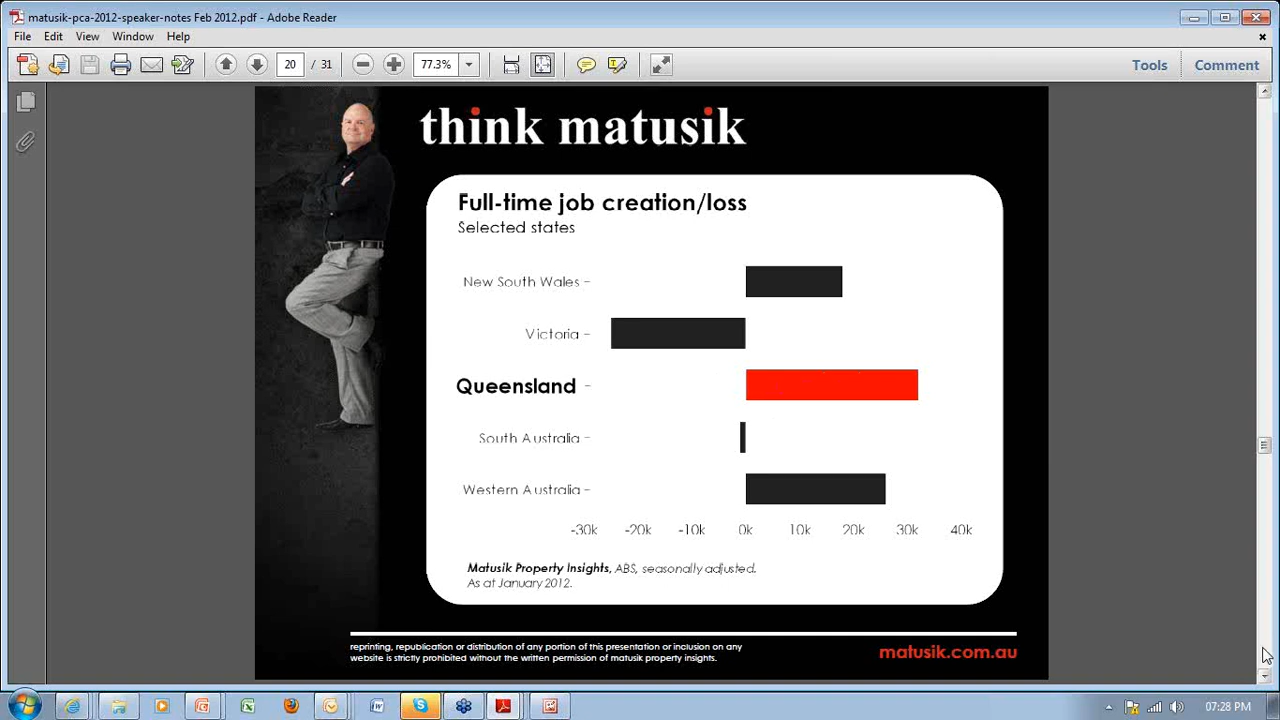 matusik-pca-2012-speaker-notes Feb 2012.pdf - Adobe Reader
File Edit View Window Help
20 / 31 77.3% Tools Comment
think matusik
Full-time job creation/loss
Selected states
New South Wales
Victoria
Queensland
South Australia
Western Australia
-30k -20k -10k 0k 10k 20k 30k 40k
Matusik Property Insights, ABS, seasonally adjusted.
As at January 2012.
reprinting, republication or distribution of any portion of this presentation or inclusion on any
website is strictly prohibited without the written permission of matusik property insights.
matusik.com.au
07:28 PM